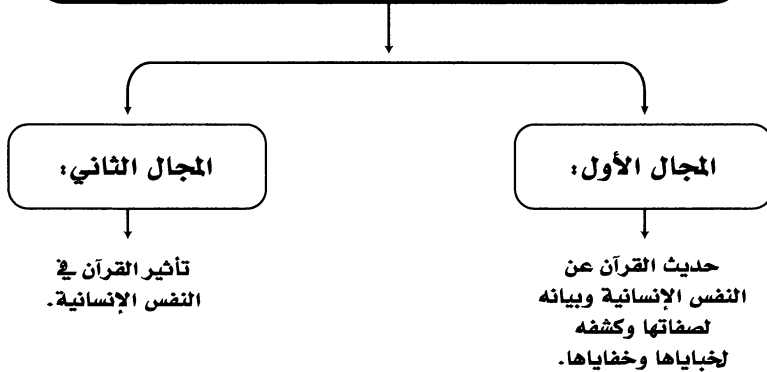 المجال الأول:
حديث القرآن عن
النفس الإنسانية وبيانه
لصفاتها وكشفه
لخباياها وخفاياها.
المجال الثاني:
تأثير القرآن في
النفس الإنسانية.